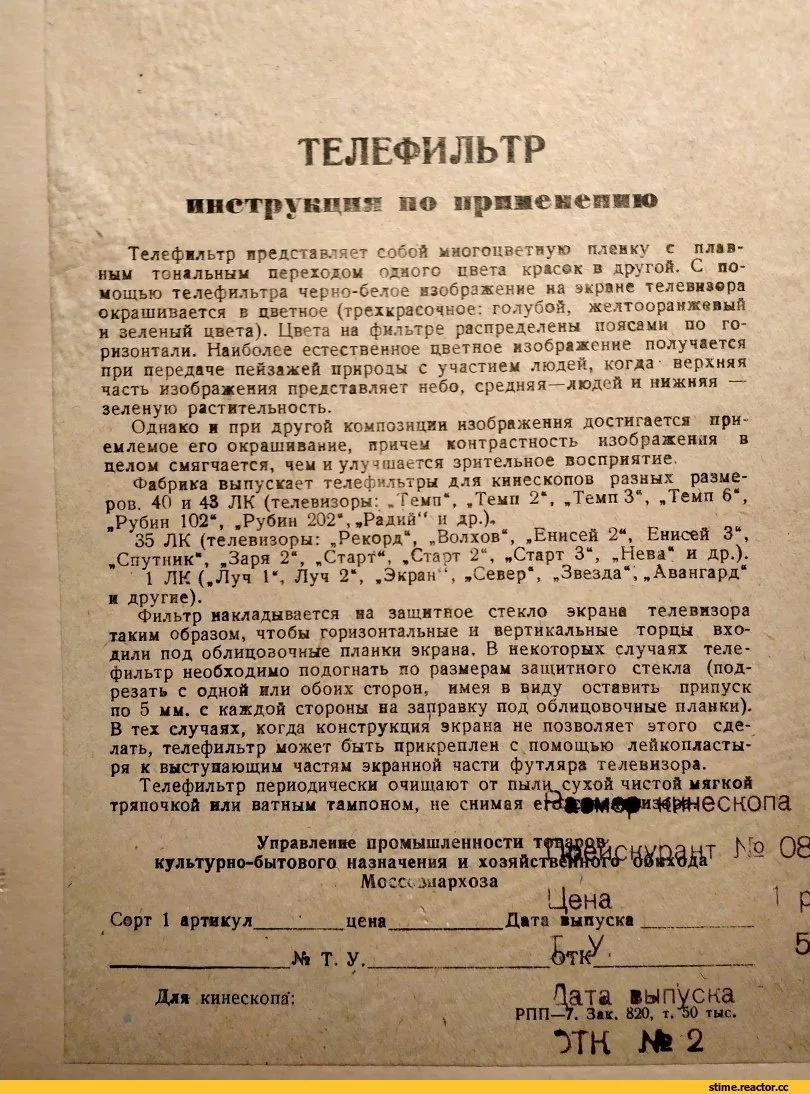 ТЕЛЕФИЛЬТР
инструкция по применению
Телефильтр представляет собой многоцветную пленку с плав-
ным тональным переходом одного цвета красок в другой. С по-
мощью телефильтра черно-белое изображение на экране телевизора
окрашивается в цветное (трехкрасочное: голубой, желтооранжевый
и зеленый цвета). Цвета на фильтре распределены поясами по го-
ризонтали. Наиболее естественное цветное изображение получается
при передаче пейзажей природы с участием людей, когда верхняя
часть изображения представляет небо, средняя—людей и нижняя —
зеленую растительность.
Однако и при другой композиции изображения достигается при-
емлемое его окрашивание, причем контрастность изображения в
целом смягчается, чем и улучшается зрительное восприятие.
Фабрика выпускает телефильтры для кинескопов разных разме-
ров. 40 и 43 ЛК (телевизоры: „Темп“, „Темп 2“, „Темп 3“, „Темп 6“,
„Рубин 102“, „Рубин 202“, „Радий“ и др.).
35 ЛК (телевизоры: „Рекорд“, „Волхов“, „Енисей 2“, Енисей 3“,
„Спутник“, „Заря 2“, „Старт“, „Старт 2“, „Старт 3“, „Нева“ и др.).
1 ЛК („Луч 1“, Луч 2“, „Экран“, „Север“, „Звезда“, „Авангард“
и другие).
Фильтр накладывается на защитное стекло экрана телевизора
таким образом, чтобы горизонтальные и вертикальные торцы вхо-
дили под облицовочные планки экрана. В некоторых случаях теле-
фильтр необходимо подогнать по размерам защитного стекла (под-
резать с одной или обоих сторон, имея в виду оставить припуск
по 5 мм. с каждой стороны на заправку под облицовочные планки).
В тех случаях, когда конструкция экрана не позволяет этого сде-
лать, телефильтр может быть прикреплен с помощью лейкопласты-
ря к выступающим частям экранной части футляра телевизора.
Телефильтр периодически очищают от пыли сухой чистой мягкой
тряпочкой или ватным тампоном, не снимая
Размер кинескопа
Управление промышленности товаров
культурно-бытового назначения и хозяйственного обихода
Прейскурант № 08
Моссовнархоза
Цена 1 р
Сорт 1 артикул цена Дата выпуска
Б У 5
№ Т. У. ОТК
Для кинескопа:
Дата выпуска
РПП—7. Зак. 820, т. 50 тыс.
ОТК № 2
stime.reactor.cc